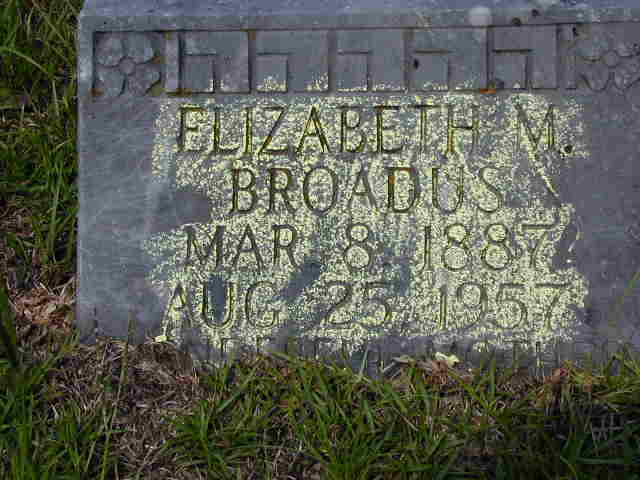 ELIZABETH M.
BROADUS
MAR. 8. 1887
AUG. 25. 1957